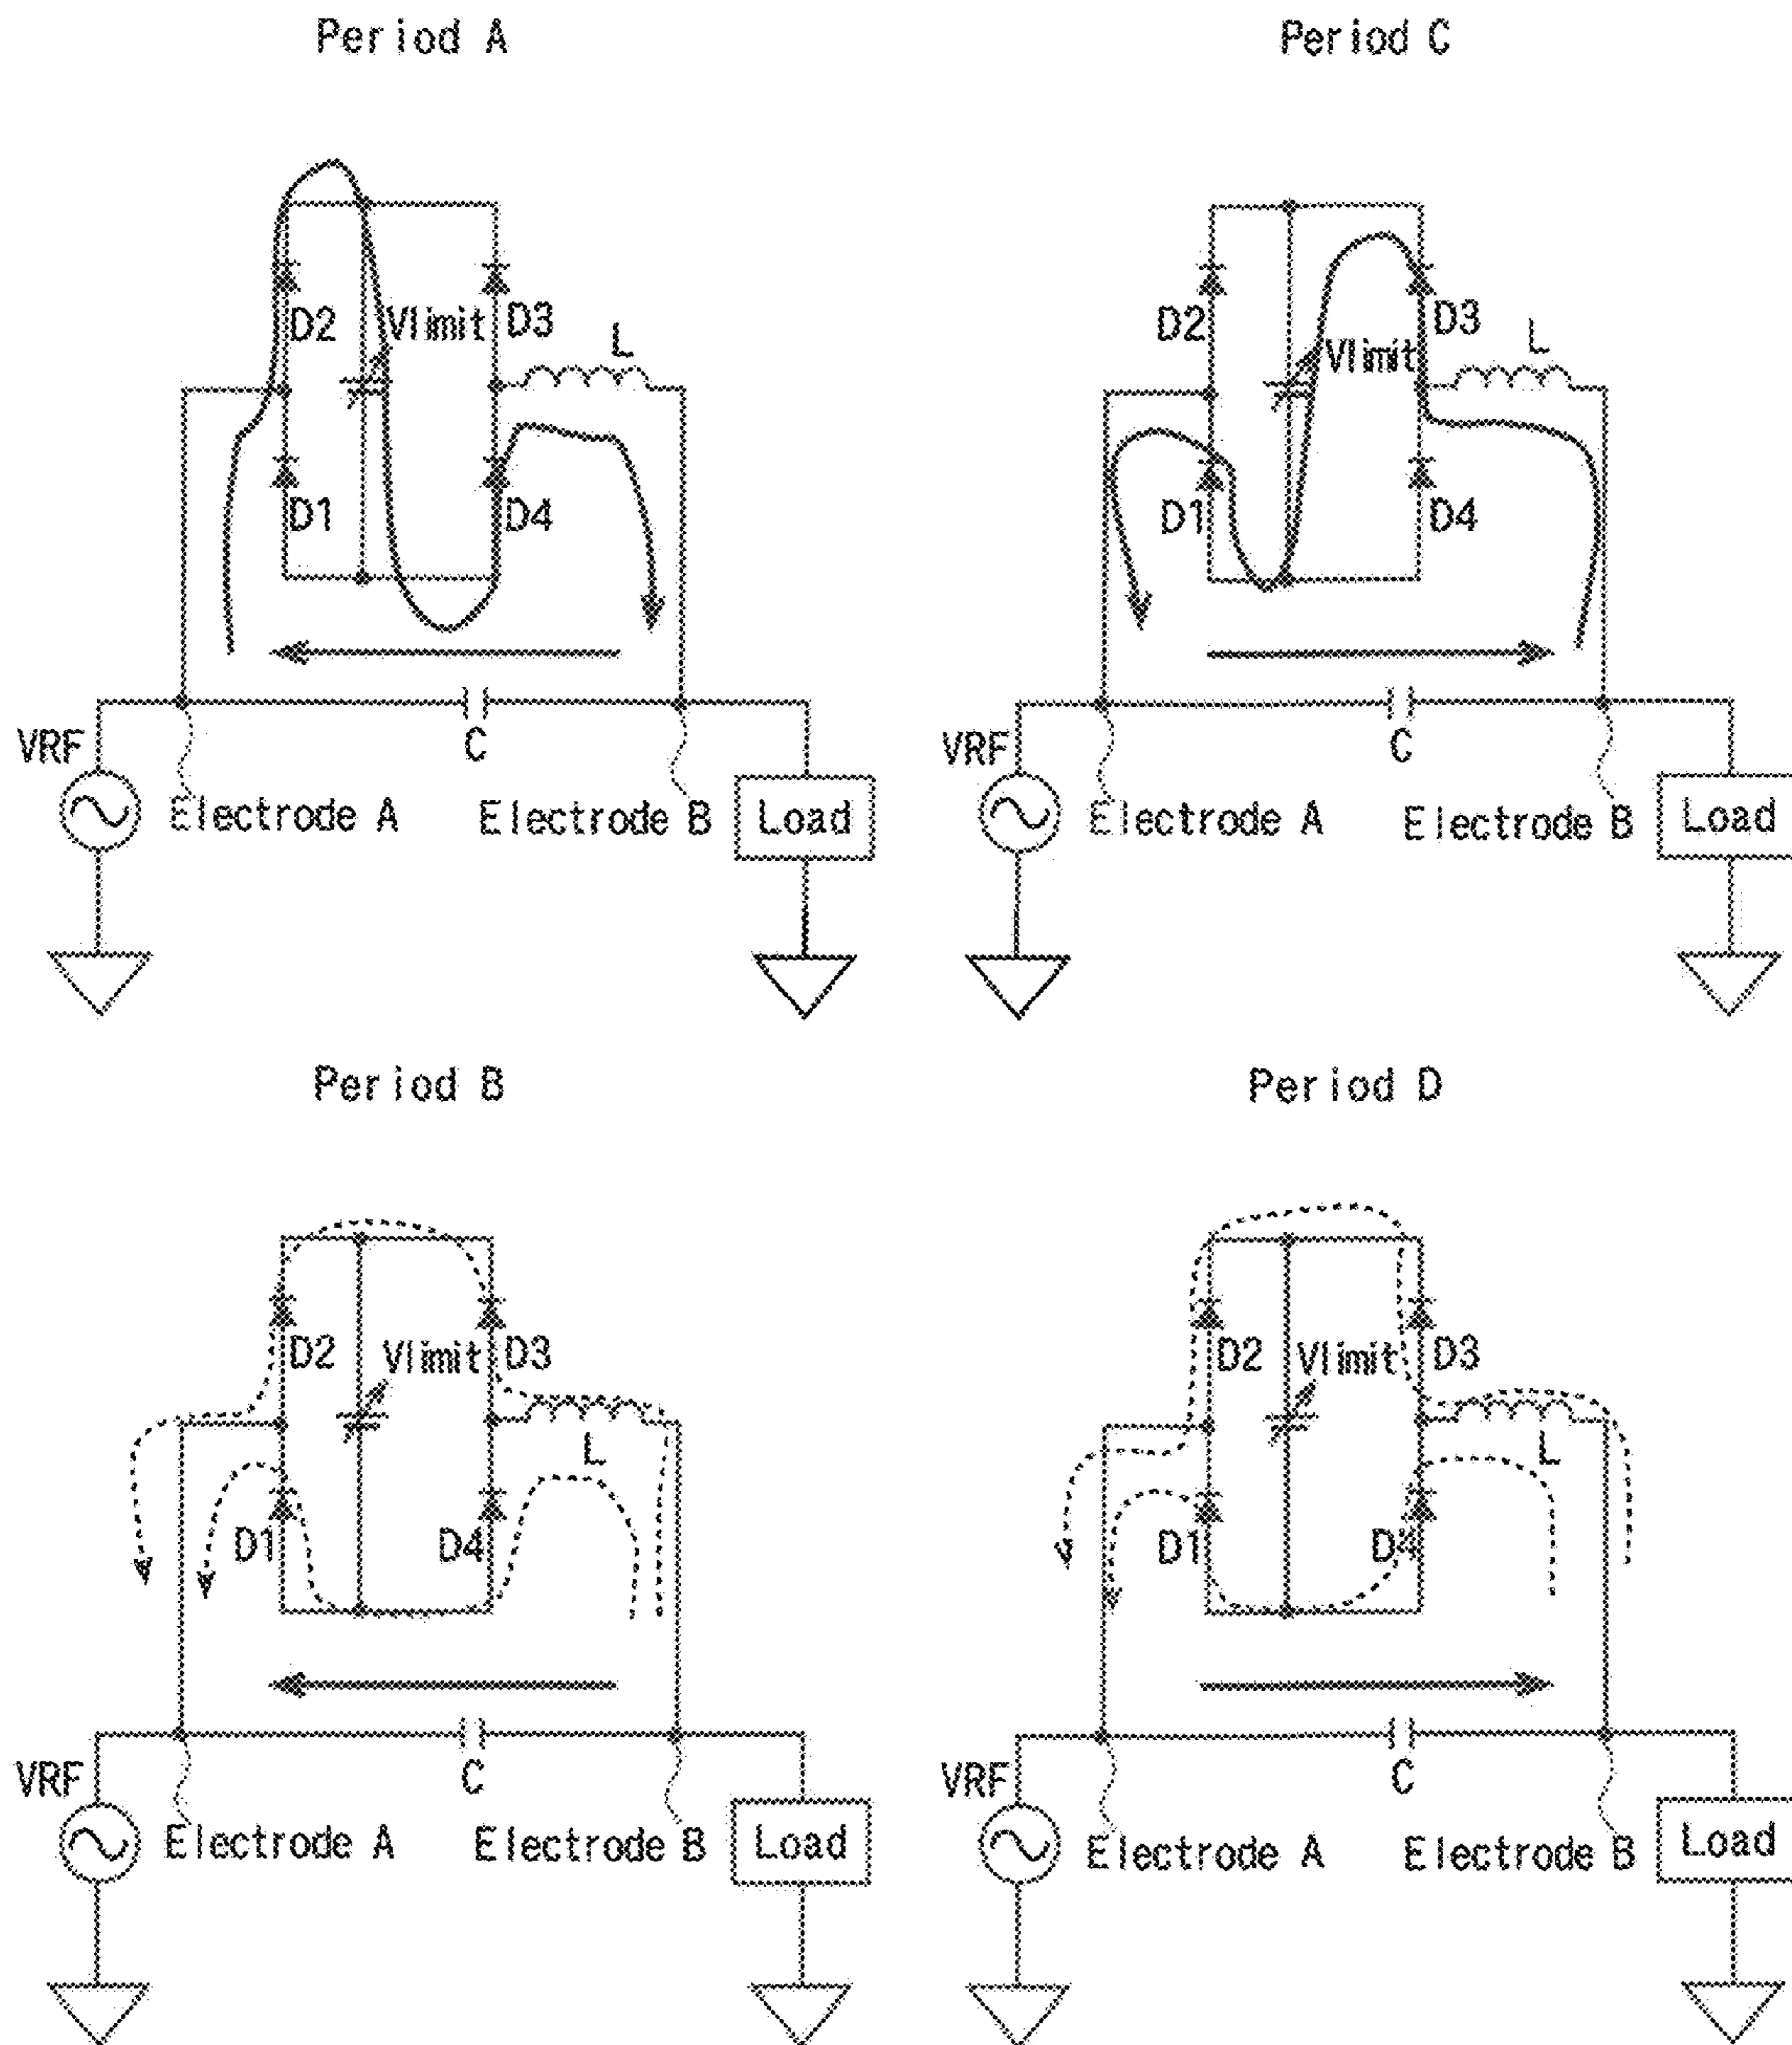 Period A
D2
Vlimit
D3
L
D1
D4
VRF
C
Electrode A
Electrode B
Load
Period C
D2
Vlimit
D3
L
D1
D4
VRF
C
Electrode A
Electrode B
Load
Period B
D2
Vlimit
D3
L
D1
D4
VRF
C
Electrode A
Electrode B
Load
Period D
D2
Vlimit
D3
L
D1
D4
VRF
C
Electrode A
Electrode B
Load